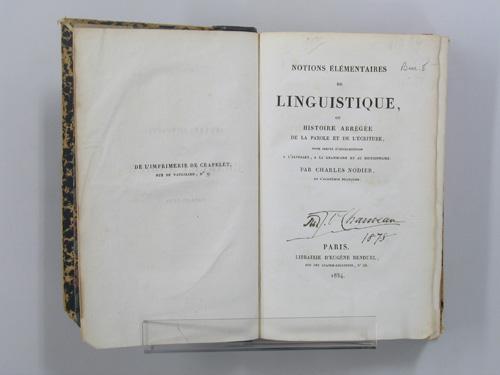 DE L'IMPRIMERIE DE CRAPELET,
RUE DE VAUGIRARD, N° 9.
NOTIONS ÉLÉMENTAIRES
DE
LINGUISTIQUE,
OU
HISTOIRE ABRÉGÉE
DE LA PAROLE ET DE L'ÉCRITURE,
POUR SERVIR D'INTRODUCTION
A L'ALPHABET, A LA GRAMMAIRE ET AU DICTIONNAIRE.
PAR CHARLES NODIER,
DE L'ACADÉMIE FRANÇAISE.
Chauveau
1878
PARIS.
LIBRAIRIE D'EUGÈNE RENDUEL,
RUE DES GRANDS-AUGUSTINS, N° 22.
1834.